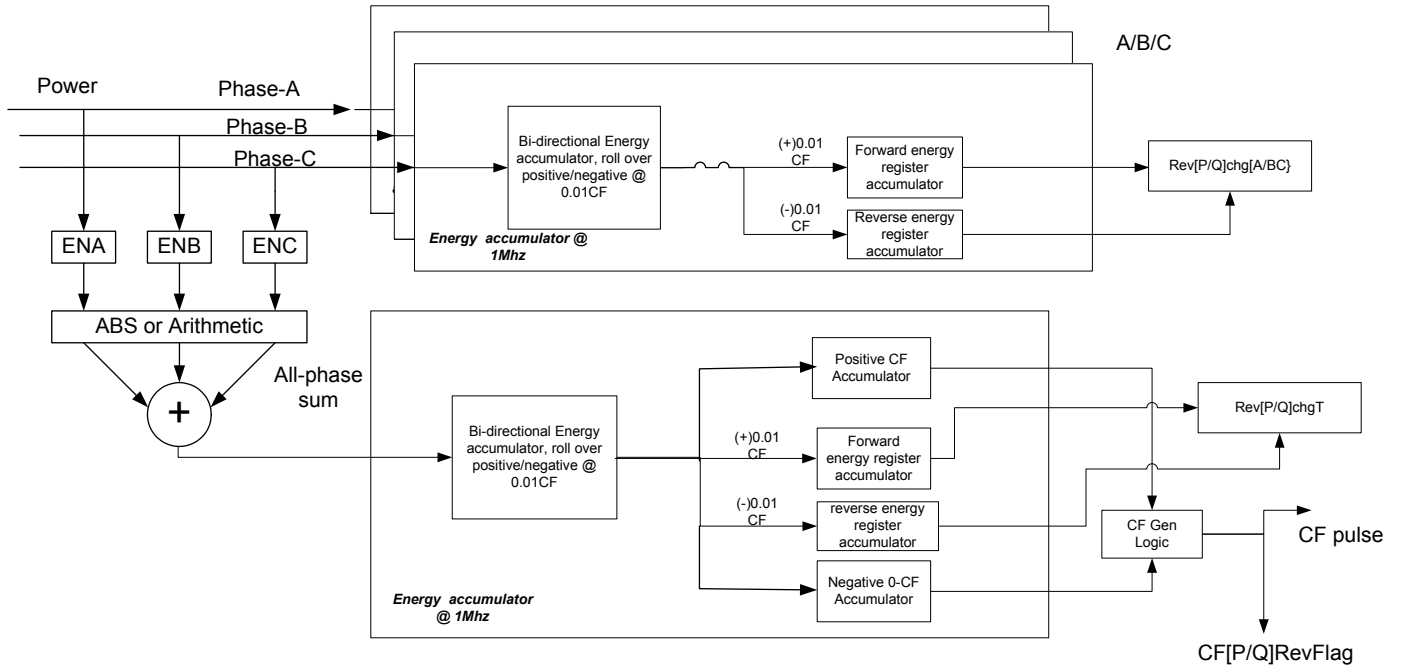 A/B/C
Power
Phase-A
Phase-B
Phase-C
Bi-directional Energy
accumulator, roll over
positive/negative @
0.01CF
(+)0.01
CF
Forward energy
register
accumulator
Rev[P/Q]chg[A/BC}
(-)0.01
CF
Reverse energy
register
accumulator
Energy accumulator @
1Mhz
ENA
ENB
ENC
ABS or Arithmetic
All-phase
sum
+
Bi-directional Energy
accumulator, roll over
positive/negative @
0.01CF
Positive CF
Accumulator
(+)0.01
CF
Forward
energy register
accumulator
Rev[P/Q]chgT
(-)0.01
CF
reverse energy
register
accumulator
CF Gen
Logic
CF pulse
Negative 0-CF
Accumulator
Energy accumulator
@ 1Mhz
CF[P/Q]RevFlag